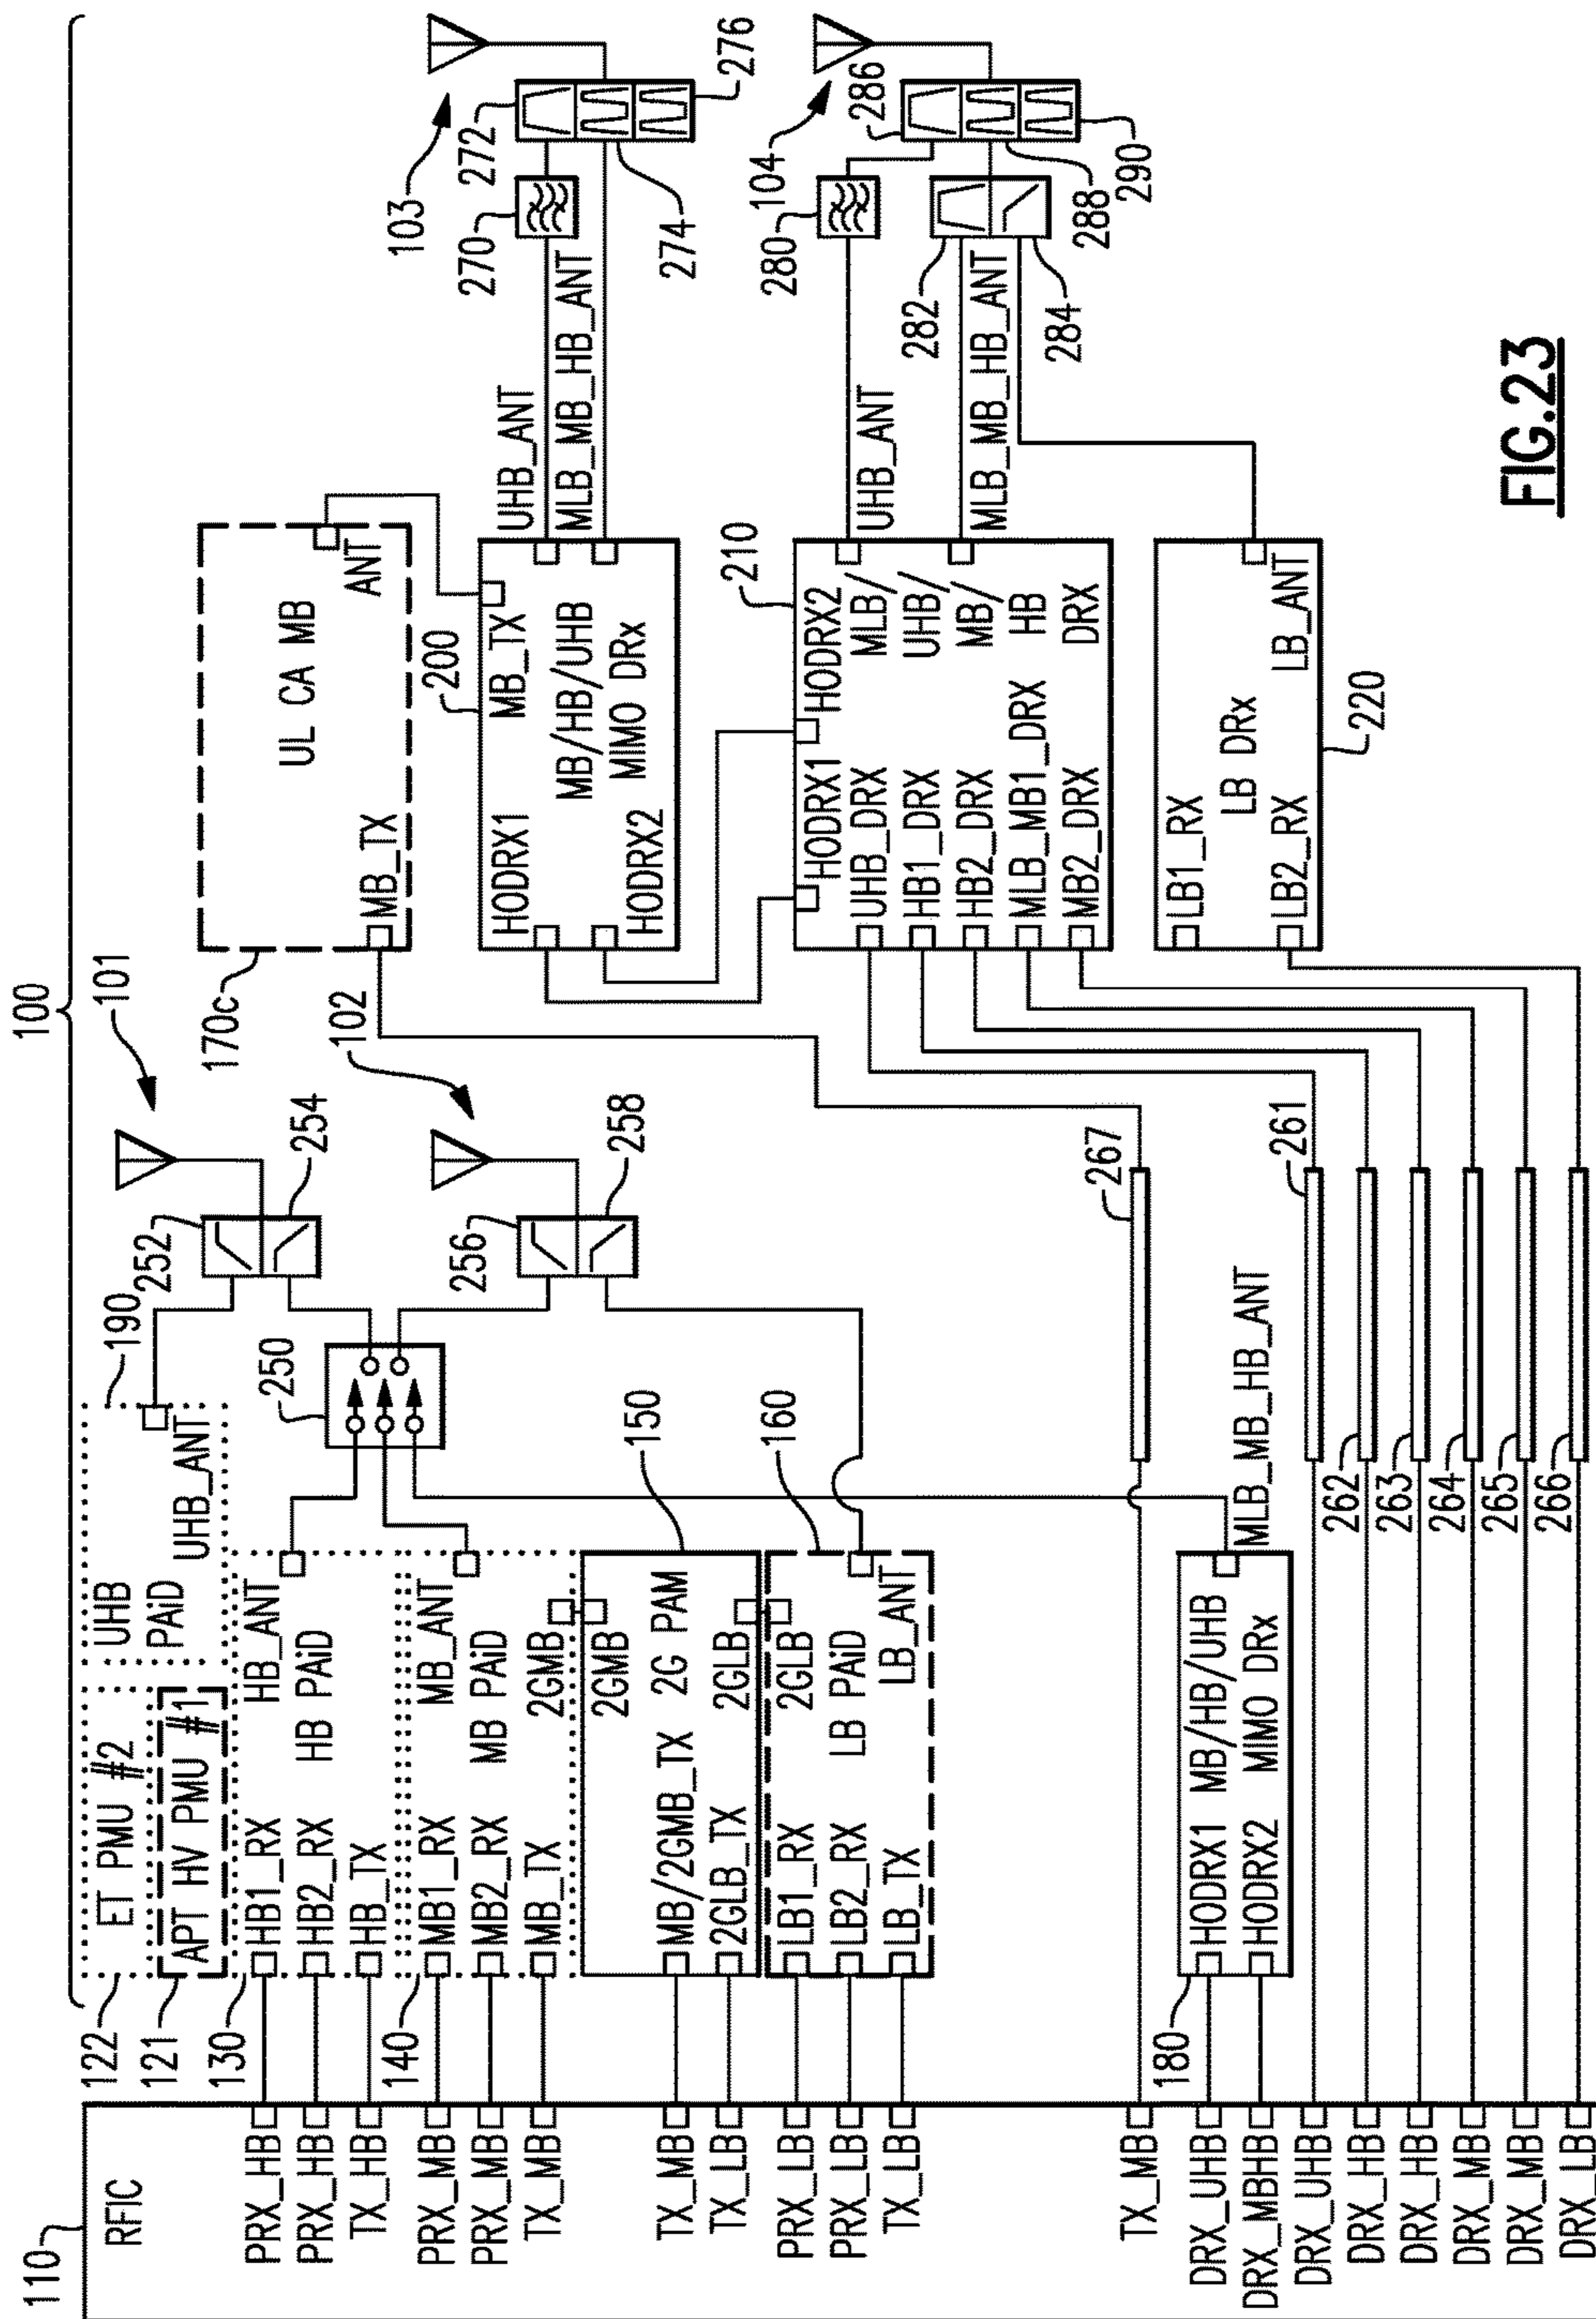 100
110
RFIC
PRX_HB
PRX_HB
TX_HB
PRX_MB
PRX_MB
TX_MB
TX_MB
TX_LB
PRX_LB
PRX_LB
TX_LB
TX_MB
DRX_UHB
DRX_MBHB
DRX_UHB
DRX_HB
DRX_HB
DRX_MB
DRX_MB
DRX_LB
122
ET PMU #2
121
APT HV PMU #1
190
UHB
PAiD
UHB_ANT
130
HB1_RX
HB2_RX
HB_TX
HB_ANT
HB PAiD
140
MB1_RX
MB2_RX
MB_TX
MB_ANT
MB PAiD
2GMB
150
2GMB
MB/2GMB_TX 2G PAM
2GLB_TX
2GLB
160
2GLB
LB1_RX
LB2_RX
LB_TX
LB PAiD
LB_ANT
180
HODRX1 MB/HB/UHB
HODRX2 MIMO DRx
MLB_MB_HB_ANT
250
252
254
101
256
258
102
267
261
262
263
264
265
266
170c
MB_TX
UL CA MB
ANT
200
HODRX1
MB_TX
MB/HB/UHB
MIMO DRx
HODRX2
UHB_ANT
MLB_MB_HB_ANT
210
HODRX1
HODRX2
UHB_DRX
HB1_DRX
HB2_DRX
MLB_MB1_DRX
MB2_DRX
MLB/
UHB/
MB/
HB
DRX
UHB_ANT
MLB_MB_HB_ANT
220
LB1_RX
LB DRx
LB2_RX
LB_ANT
103
270
272
274
276
104
280
282
284
286
288
290
FIG.23